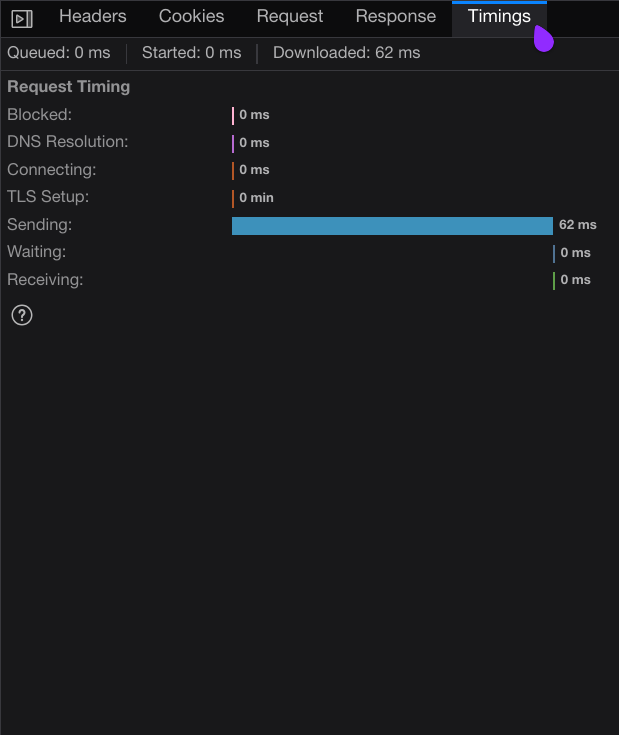 Headers Cookies Request Response Timings
Queued: 0 ms Started: 0 ms Downloaded: 62 ms
Request Timing
Blocked: 0 ms
DNS Resolution: 0 ms
Connecting: 0 ms
TLS Setup: 0 min
Sending: 62 ms
Waiting: 0 ms
Receiving: 0 ms
?